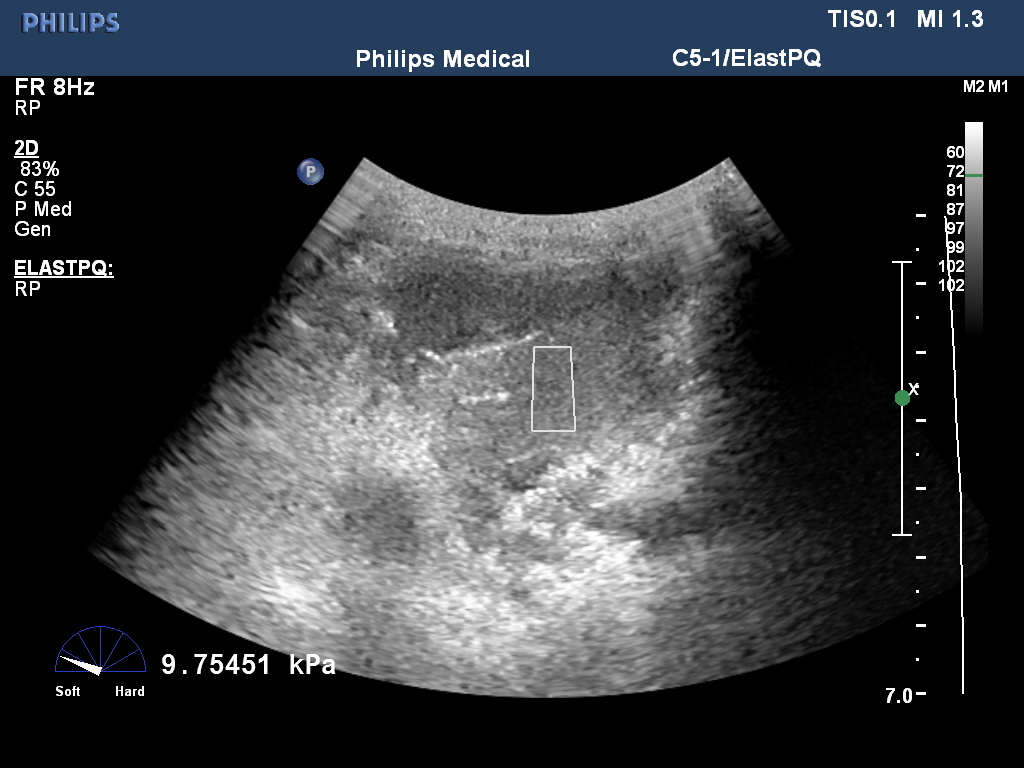 PHILIPS
TIS0.1 MI 1.3
Philips Medical C5-1/ElastPQ
FR 8Hz
RP
M2 M1
2D
83%
C 55
P Med
Gen
ELASTPQ:
RP
P
60
72
81
87
97
99
102
102
X
9.75451 kPa
Soft Hard
7.0